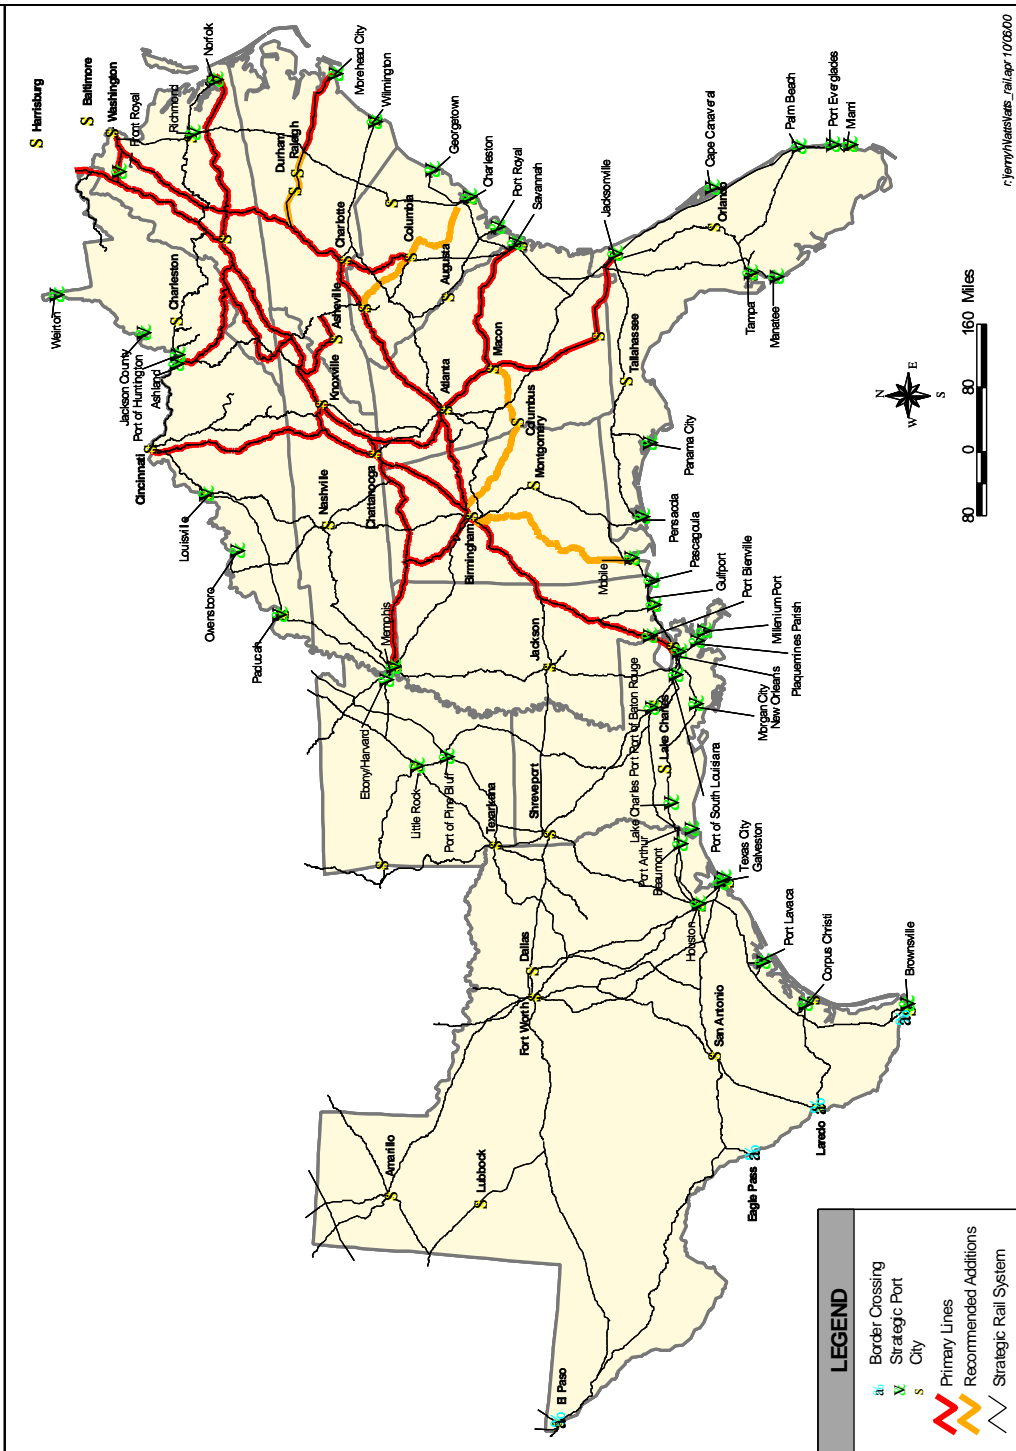 Harrisburg
Baltimore
Washington
Front Royal
Richmond
Norfolk
Morehead City
Wilmington
Georgetown
Charleston
Port Royal
Savannah
Jacksonville
Cape Canaveral
Palm Beach
Port Everglades
Miami
Orlando
Tampa
Manatee
Durham
Raleigh
Charlotte
Columbia
Augusta
Asheville
Weirton
Charleston
Jackson County
Port of Huntington
Ashland
Knoxville
Cincinnati
Louisville
Owensboro
Paducah
Nashville
Chattanooga
Atlanta
Macon
Columbus
Montgomery
Birmingham
Tallahassee
Panama City
Pensacola
Mobile
Pascagoula
Gulfport
Port Bienville
Millenium Port
Plaquemines Parish
Morgan City
New Orleans
Memphis
Jackson
Ebony/Harvard
Little Rock
Port of Pine Bluff
Texarkana
Shreveport
Port of Baton Rouge
Lake Charles
Lake Charles Port
Port of South Louisiana
Port Arthur
Beaumont
Texas City
Galveston
Houston
Port Lavaca
Corpus Christi
Brownsville
Dallas
Fort Worth
San Antonio
Laredo
Eagle Pass
Amarillo
Lubbock
El Paso
N
W
E
S
80 0 80 160 Miles
LEGEND
Border Crossing
Strategic Port
City
Primary Lines
Recommended Additions
Strategic Rail System